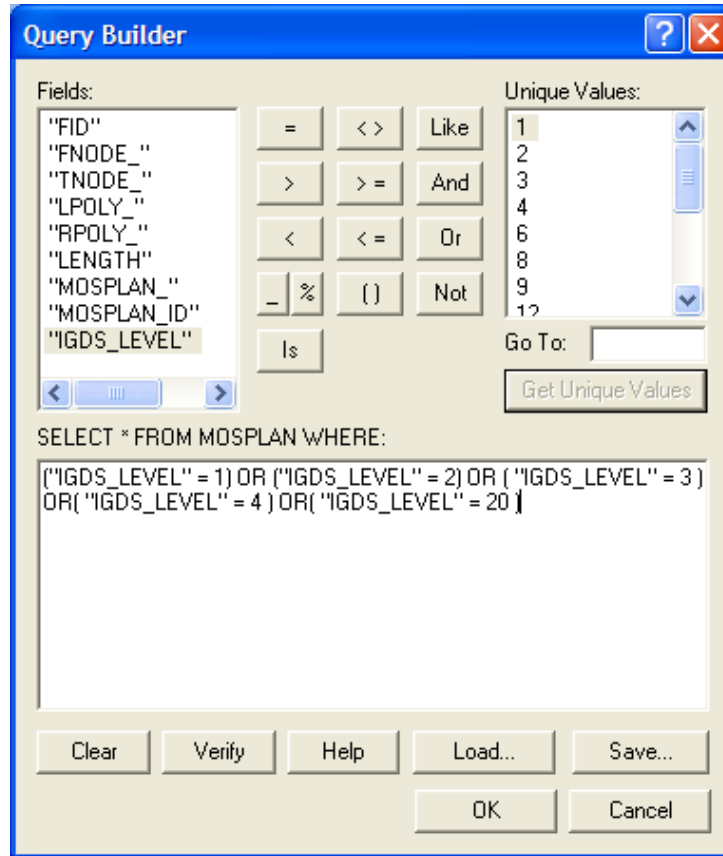 Query Builder
Fields:
Unique Values:
"FID"
"FNODE_"
"TNODE_"
"LPOLY_"
"RPOLY_"
"LENGTH"
"MOSPLAN_"
"MOSPLAN_ID"
"IGDS_LEVEL"
= < > Like
> > = And
< < = Or
_ % ( ) Not
Is
1
2
3
4
6
8
9
12
Go To:
Get Unique Values
SELECT * FROM MOSPLAN WHERE:
("IGDS_LEVEL" = 1) OR ("IGDS_LEVEL" = 2) OR ( "IGDS_LEVEL" = 3 )
OR( "IGDS_LEVEL" = 4 ) OR( "IGDS_LEVEL" = 20 )
Clear Verify Help Load... Save...
OK Cancel